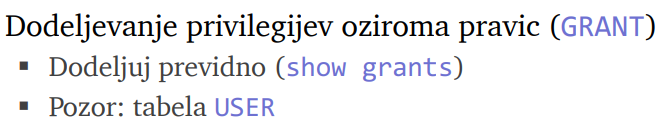 Dodeljevanje privilegijev oziroma pravic (GRANT)
▪ Dodeljuj previdno (show grants)
▪ Pozor: tabela USER